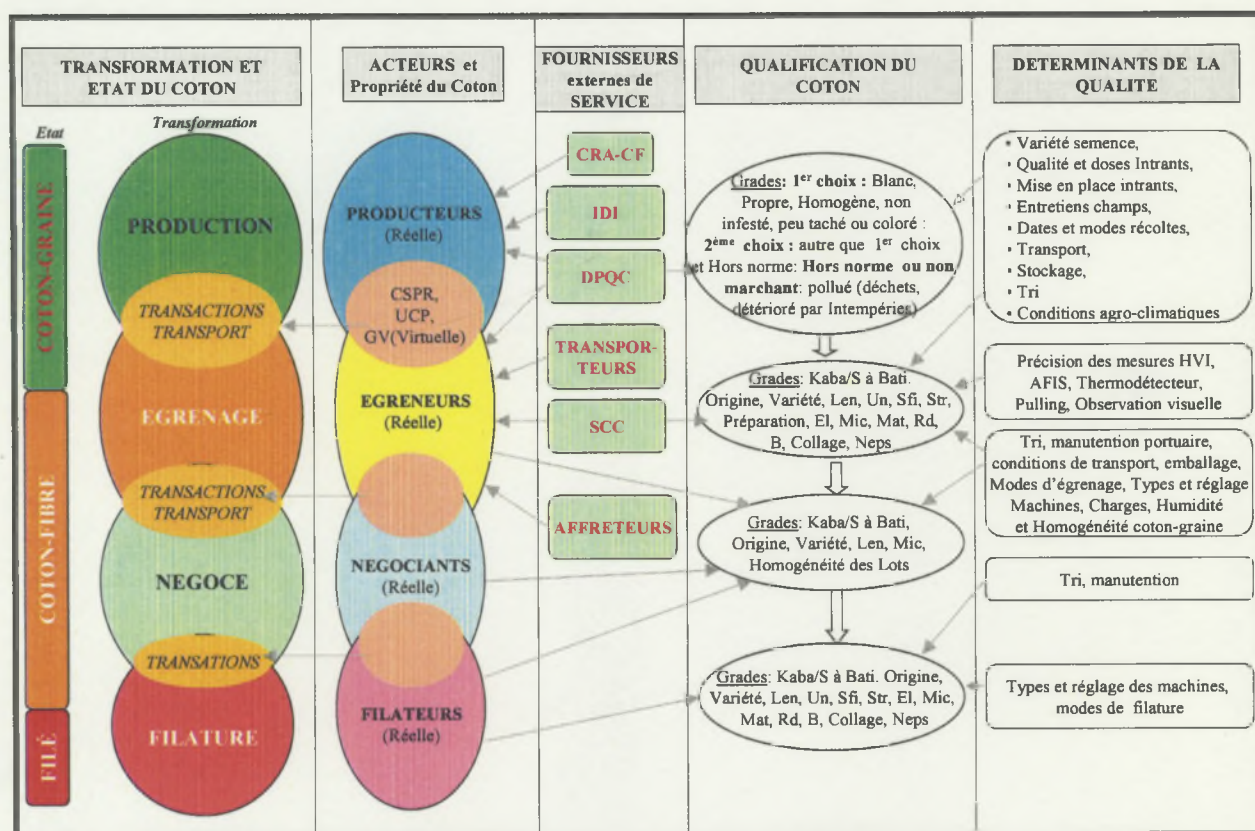 TRANSFORMATION ET
ETAT DU COTON
ACTEURS et
Propriété du Coton
FOURNISSEURS
externes de
SERVICE
QUALIFICATION DU
COTON
DETERMINANTS DE LA
QUALITE
Etat
Transformation
COTON-GRAINE
COTON-FIBRE
FILÉ
PRODUCTION
TRANSACTIONS
TRANSPORT
EGRENAGE
TRANSACTIONS
TRANSPORT
NEGOCE
TRANSATIONS
FILATURE
PRODUCTEURS
(Réelle)
CSPR,
UCP,
GV(Virtuelle)
EGRENEURS
(Réelle)
NEGOCIANTS
(Réelle)
FILATEURS
(Réelle)
CRA-CF
IDI
DPQC
TRANSPOR-
TEURS
SCC
AFFRETEURS
Grades: 1er choix : Blanc,
Propre, Homogène, non
infesté, peu taché ou coloré :
2ème choix : autre que 1er choix
et Hors norme: Hors norme ou non
marchant: pollué (déchets,
détérioré par Intempéries)
Grades: Kaba/S à Bati.
Origine, Variété, Len, Un, Sfi, Str,
Préparation, El, Mic, Mat, Rd,
B, Collage, Neps
Grades: Kaba/S à Bati,
Origine, Variété, Len, Mic,
Homogénéité des Lots
Grades: Kaba/S à Bati. Origine,
Variété, Len, Un, Sfi, Str, El, Mic,
Mat, Rd, B, Collage, Neps
• Variété semence,
• Qualité et doses Intrants,
• Mise en place intrants,
• Entretiens champs,
• Dates et modes récoltes,
• Transport,
• Stockage,
• Tri
• Conditions agro-climatiques
Précision des mesures HVI,
AFIS, Thermodétecteur,
Pulling, Observation visuelle
Tri, manutention portuaire,
conditions de transport, emballage,
Modes d'égrenage, Types et réglage
Machines, Charges, Humidité
et Homogénéité coton-graine
Tri, manutention
Types et réglage des machines,
modes de filature